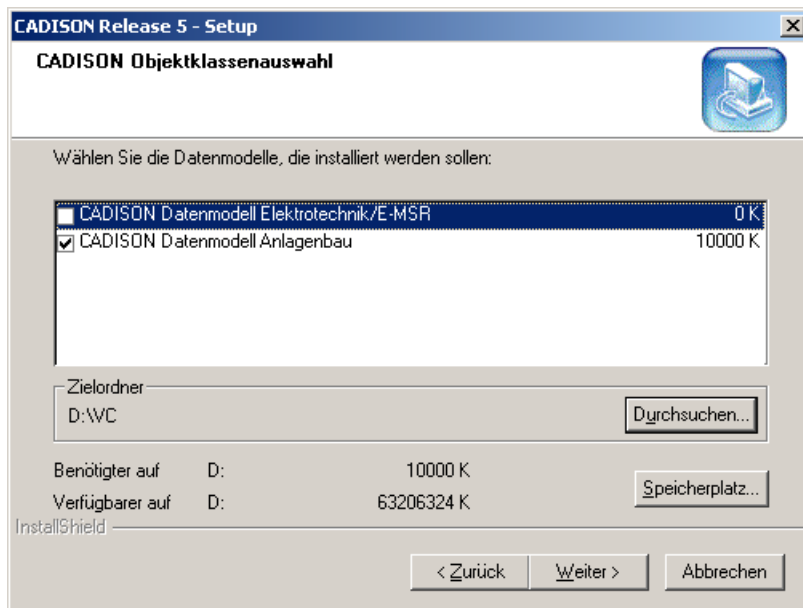 CADISON Release 5 - Setup
CADISON Objektklassenauswahl
Wählen Sie die Datenmodelle, die installiert werden sollen:
CADISON Datenmodell Elektrotechnik/E-MSR 0 K
CADISON Datenmodell Anlagenbau 10000 K
Zielordner
D:\VC
Durchsuchen...
Benötigter auf D: 10000 K
Verfügbarer auf D: 63206324 K
Speicherplatz...
InstallShield
< Zurück Weiter > Abbrechen